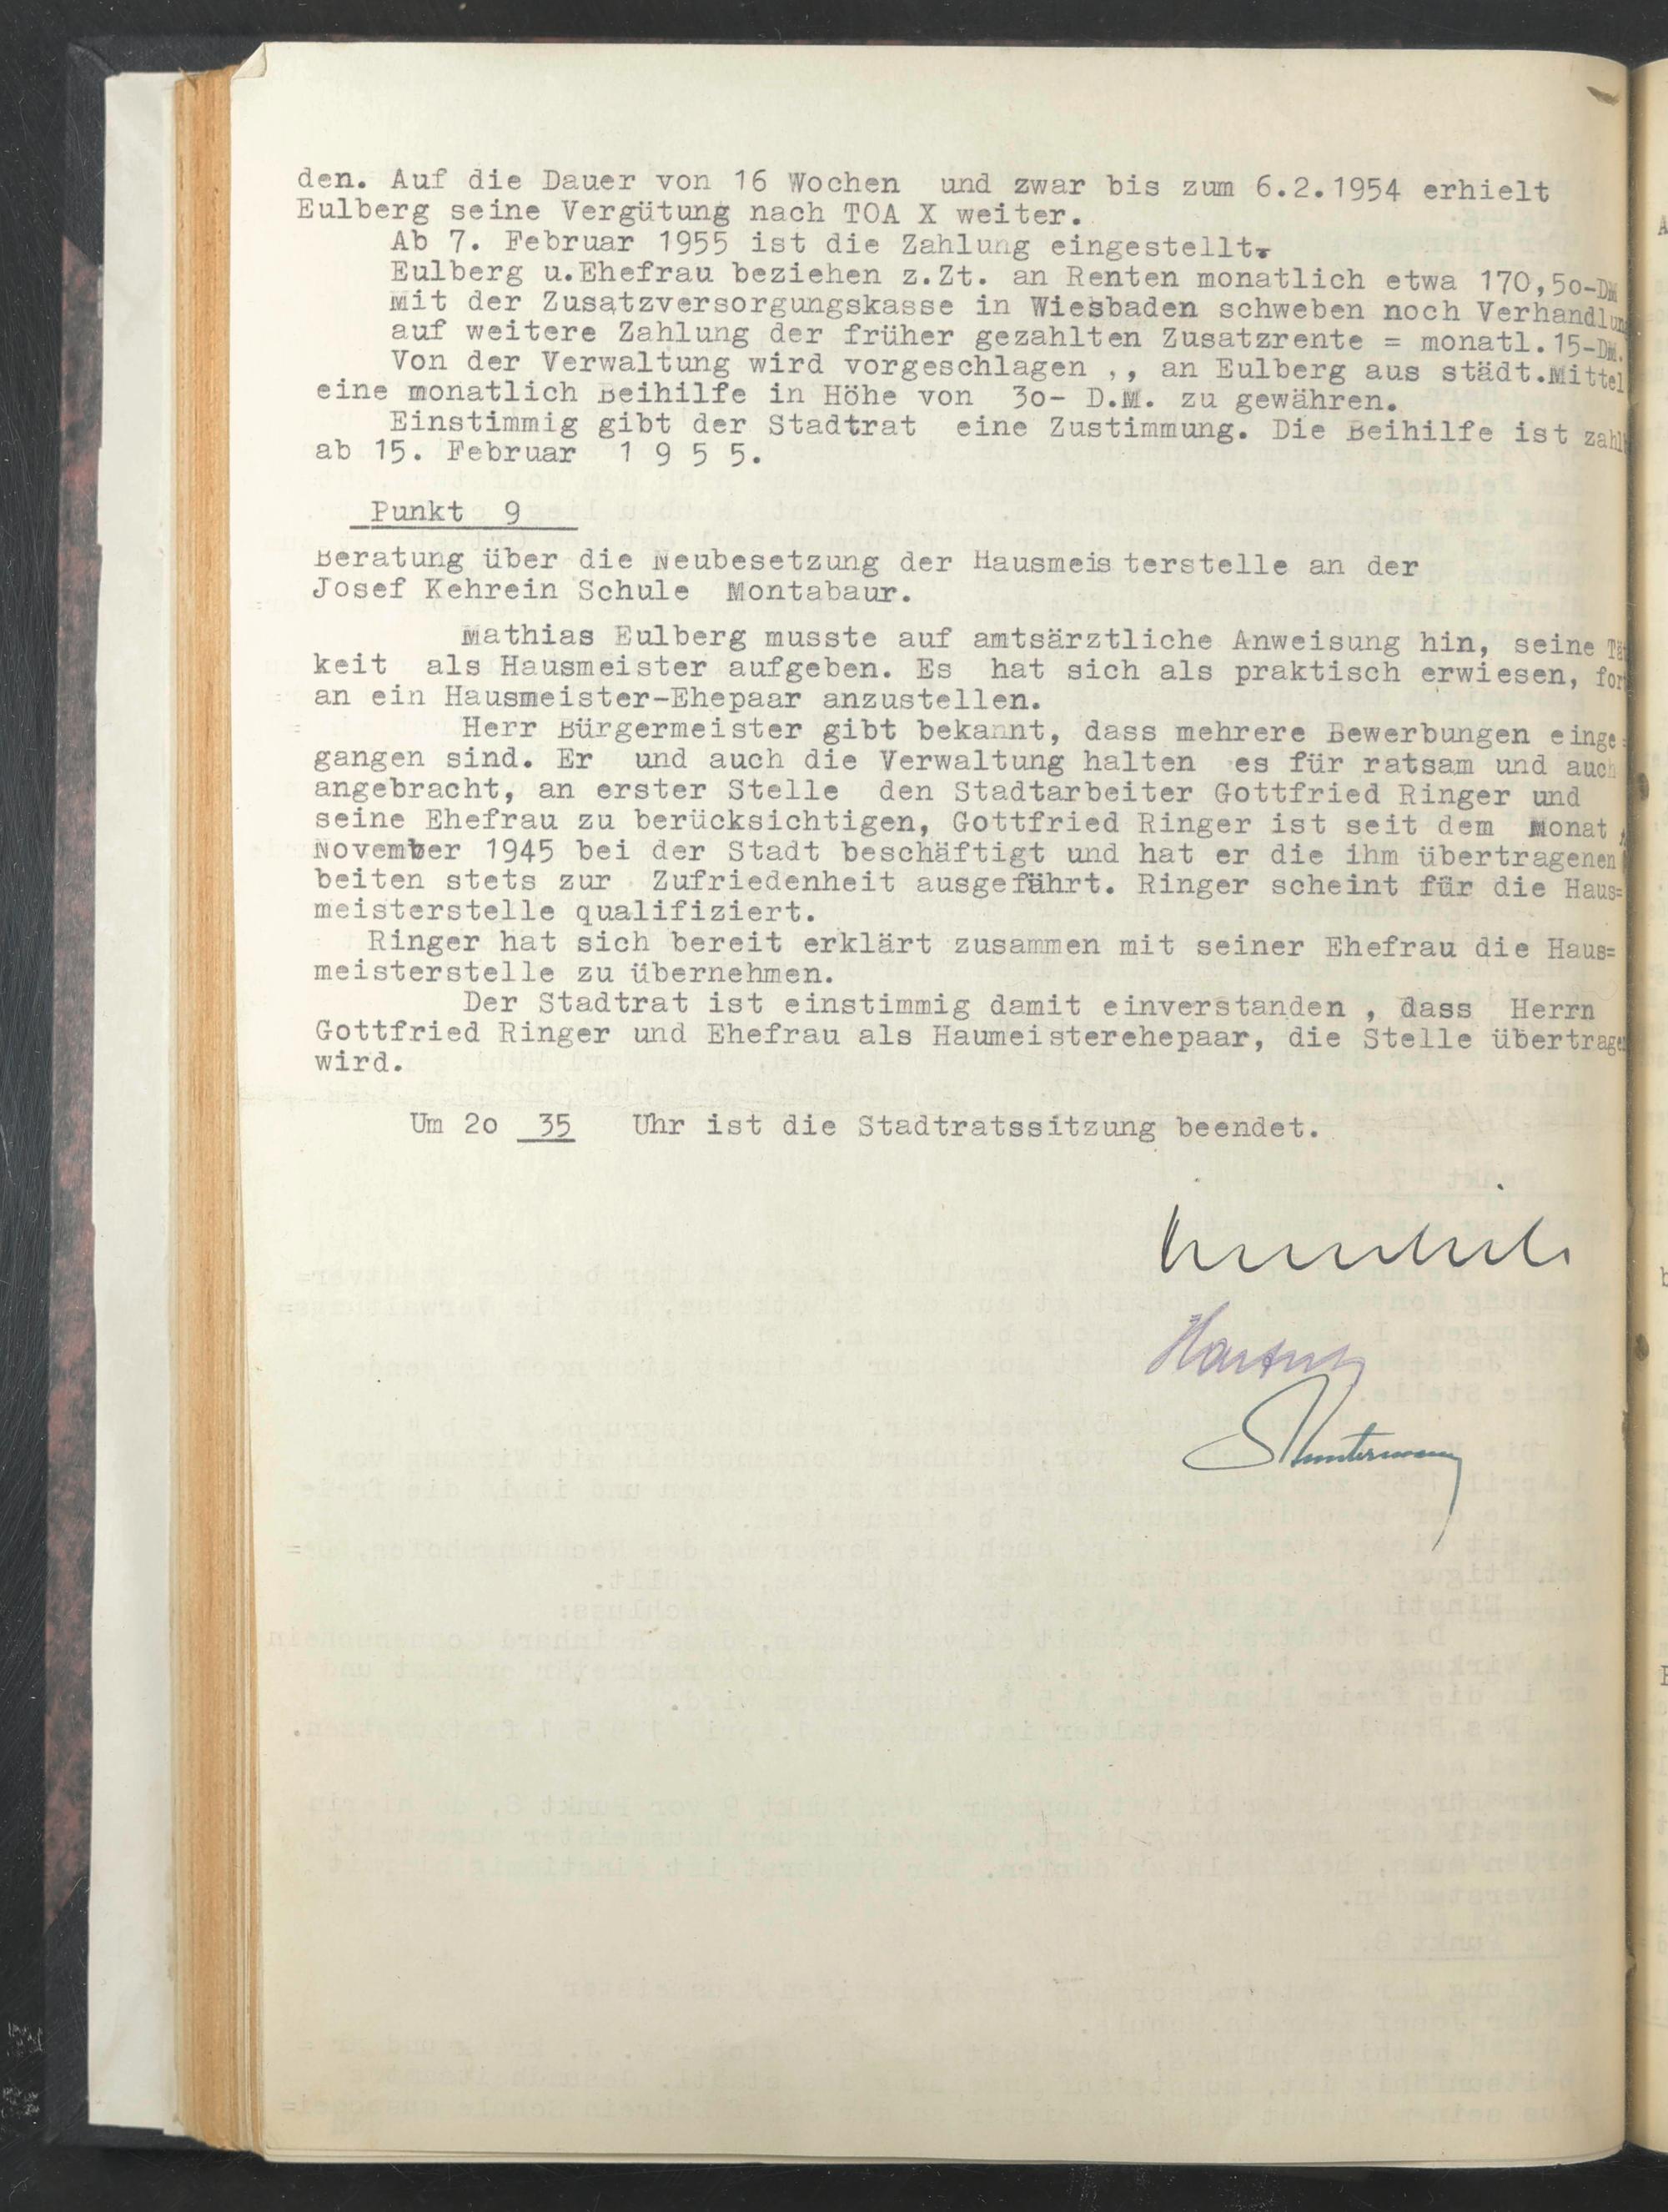 den. Auf die Dauer von 16 Wochen und zwar bis zum 6.2.1954 erhielt
Eulberg seine Vergütung nach TOA X weiter.
Ab 7. Februar 1955 ist die Zahlung eingestellt.
Eulberg u.Ehefrau beziehen z.Zt. an Renten monatlich etwa 170,5o-DM
Mit der Zusatzversorgungskasse in Wiesbaden schweben noch Verhandlun
auf weitere Zahlung der früher gezahlten Zusatzrente = monatl.15-DM.
Von der Verwaltung wird vorgeschlagen ,, an Eulberg aus städt.Mittel
eine monatlich Beihilfe in Höhe von 3o- D.M. zu gewähren.
Einstimmig gibt der Stadtrat eine Zustimmung. Die Beihilfe ist zahl
ab 15. Februar 1 9 5 5.
Punkt 9
Beratung über die Neubesetzung der Hausmeis terstelle an der
Josef Kehrein Schule Montabaur.
Mathias Eulberg musste auf amtsärztliche Anweisung hin, seine Tä
keit als Hausmeister aufgeben. Es hat sich als praktisch erwiesen, for
an ein Hausmeister-Ehepaar anzustellen.
Herr Bürgermeister gibt bekannt, dass mehrere Bewerbungen einge=
gangen sind. Er und auch die Verwaltung halten es für ratsam und auch
angebracht, an erster Stelle den Stadtarbeiter Gottfried Ringer und
seine Ehefrau zu berücksichtigen, Gottfried Ringer ist seit dem Monat
November 1945 bei der Stadt beschäftigt und hat er die ihm übertragenen
beiten stets zur Zufriedenheit ausgeführt. Ringer scheint für die Haus=
meisterstelle qualifiziert.
Ringer hat sich bereit erklärt zusammen mit seiner Ehefrau die Haus=
meisterstelle zu übernehmen.
Der Stadtrat ist einstimmig damit einverstanden , dass Herrn
Gottfried Ringer und Ehefrau als Haumeisterehepaar, die Stelle übertragen
wird.
Um 2o 35 Uhr ist die Stadtratssitzung beendet.